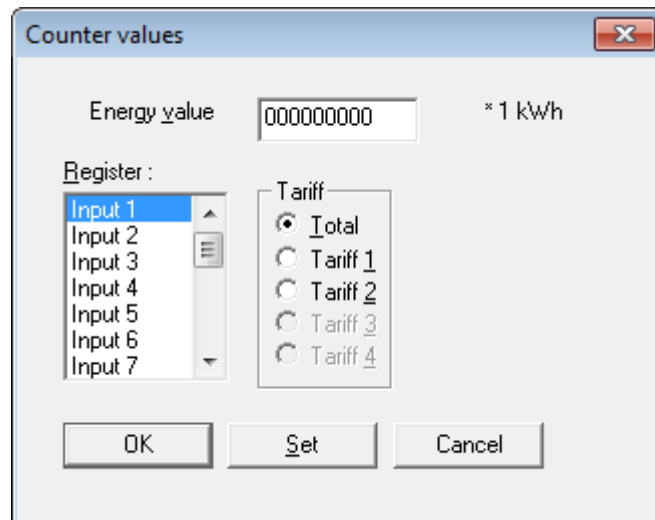 Counter values
Energy value 000000000 * 1 kWh
Register :
Input 1
Input 2
Input 3
Input 4
Input 5
Input 6
Input 7
Tariff
Total
Tariff 1
Tariff 2
Tariff 3
Tariff 4
OK Set Cancel